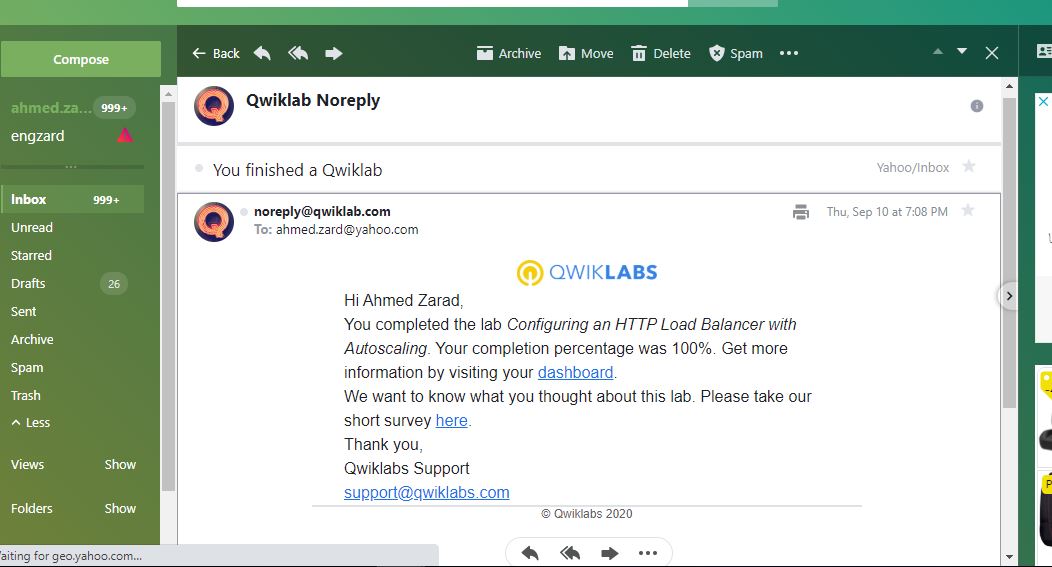 Compose
Back
Archive
Move
Delete
Spam
ahmed.za... 999+
engzard
Inbox 999+
Unread
Starred
Drafts 26
Sent
Archive
Spam
Trash
Less
Views Show
Folders Show
Qwiklab Noreply
You finished a Qwiklab
Yahoo/Inbox
noreply@qwiklab.com
Thu, Sep 10 at 7:08 PM
To: ahmed.zard@yahoo.com
QWIKLABS
Hi Ahmed Zarad,
You completed the lab Configuring an HTTP Load Balancer with
Autoscaling. Your completion percentage was 100%. Get more
information by visiting your dashboard.
We want to know what you thought about this lab. Please take our
short survey here.
Thank you,
Qwiklabs Support
support@qwiklabs.com
© Qwiklabs 2020
aiting for geo.yahoo.com...